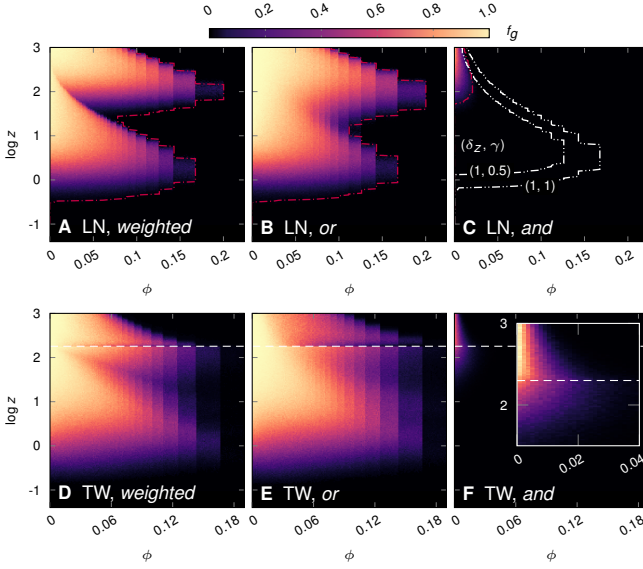 0 0.2 0.4 0.6 0.8 1.0 f_g
3
2
1
0
-1
log z
A LN, weighted
B LN, or
(δ_z, γ)
(1, 0.5)
(1, 1)
C LN, and
0 0.05 0.1 0.15 0.2
0 0.05 0.1 0.15 0.2
0 0.05 0.1 0.15 0.2
ϕ ϕ ϕ
3
2
1
0
-1
log z
D TW, weighted
E TW, or
3
2
0 0.02 0.04
F TW, and
0 0.06 0.12 0.18
0 0.06 0.12 0.18
0 0.06 0.12 0.18
ϕ ϕ ϕ